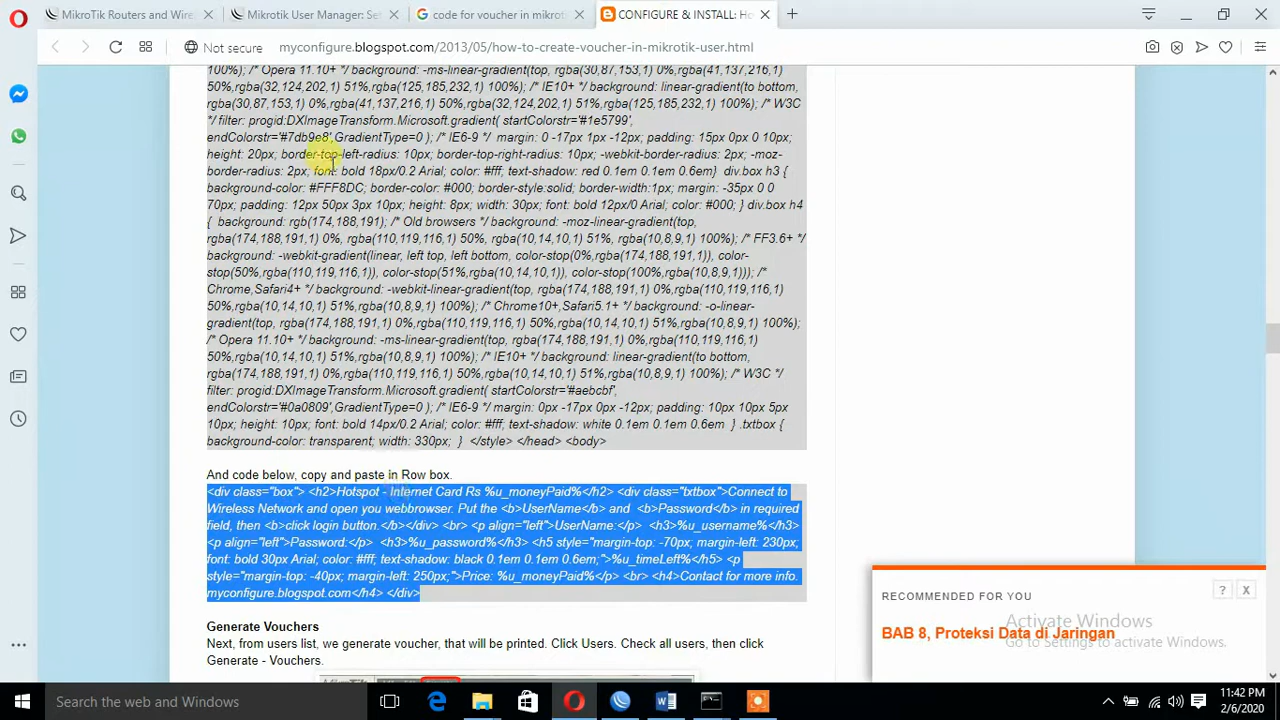 MikroTik Routers and Wire
Mikrotik User Manager: Se
code for voucher in mikroti
CONFIGURE & INSTALL: H
Not secure
myconfigure.blogspot.com/2013/05/how-to-create-voucher-in-mikrotik-user.html
100%); /* Opera 11.10+ */ background: -ms-linear-gradient(top, rgba(30,87,153,1) 0%,rgba(41,137,216,1)
50%,rgba(32,124,202,1) 51%,rgba(125,185,232,1) 100%); /* IE10+ */ background: linear-gradient(to bottom,
rgba(30,87,153,1) 0%,rgba(41,137,216,1) 50%,rgba(32,124,202,1) 51%,rgba(125,185,232,1) 100%); /* W3C
*/ filter: progid:DXImageTransform.Microsoft.gradient( startColorstr='#1e5799',
endColorstr='#7db9e8',GradientType=0 ); /* IE6-9 */ margin: 0 -17px 1px -12px; padding: 15px 0px 0 10px;
height: 20px; border-top-left-radius: 10px; border-top-right-radius: 10px; -webkit-border-radius: 2px; -moz-
border-radius: 2px; font: bold 18px/0.2 Arial; color: #fff; text-shadow: red 0.1em 0.1em 0.6em} div.box h3 {
background-color: #FFF8DC; border-color: #000; border-style:solid; border-width:1px; margin: -35px 0 0
70px; padding: 12px 50px 3px 10px; height: 8px; width: 30px; font: bold 12px/0 Arial; color: #000; } div.box h4
{ background: rgb(174,188,191); /* Old browsers */ background: -moz-linear-gradient(top,
rgba(174,188,191,1) 0%, rgba(110,119,116,1) 50%, rgba(10,14,10,1) 51%, rgba(10,8,9,1) 100%); /* FF3.6+ */
background: -webkit-gradient(linear, left top, left bottom, color-stop(0%,rgba(174,188,191,1)), color-
stop(50%,rgba(110,119,116,1)), color-stop(51%,rgba(10,14,10,1)), color-stop(100%,rgba(10,8,9,1))); /*
Chrome,Safari4+ */ background: -webkit-linear-gradient(top, rgba(174,188,191,1) 0%,rgba(110,119,116,1)
50%,rgba(10,14,10,1) 51%,rgba(10,8,9,1) 100%); /* Chrome10+,Safari5.1+ */ background: -o-linear-
gradient(top, rgba(174,188,191,1) 0%,rgba(110,119,116,1) 50%,rgba(10,14,10,1) 51%,rgba(10,8,9,1) 100%);
/* Opera 11.10+ */ background: -ms-linear-gradient(top, rgba(174,188,191,1) 0%,rgba(110,119,116,1)
50%,rgba(10,14,10,1) 51%,rgba(10,8,9,1) 100%); /* IE10+ */ background: linear-gradient(to bottom,
rgba(174,188,191,1) 0%,rgba(110,119,116,1) 50%,rgba(10,14,10,1) 51%,rgba(10,8,9,1) 100%); /* W3C */
filter: progid:DXImageTransform.Microsoft.gradient( startColorstr='#aebcbf',
endColorstr='#0a0809',GradientType=0 ); /* IE6-9 */ margin: 0px -17px 0px -12px; padding: 10px 10px 5px
10px; height: 10px; font: bold 14px/0.2 Arial; color: #fff; text-shadow: white 0.1em 0.1em 0.6em } .txtbox {
background-color: transparent; width: 330px; } </style> </head> <body>
And code below, copy and paste in Row box.
<div class="box"> <h2>Hotspot - Internet Card Rs %u_moneyPaid%</h2> <div class="txtbox">Connect to
Wireless Network and open you webbrowser. Put the <b>UserName</b> and <b>Password</b> in required
field, then <b>click login button.</b></div> <br> <p align="left">UserName:</p> <h3>%u_username%</h3>
<p align="left">Password:</p> <h3>%u_password%</h3> <h5 style="margin-top: -70px; margin-left: 230px;
font: bold 30px Arial; color: #fff; text-shadow: black 0.1em 0.1em 0.6em;">%u_timeLeft%</h5> <p
style="margin-top: -40px; margin-left: 250px;">Price: %u_moneyPaid%</p> <br> <h4>Contact for more info.
myconfigure.blogspot.com</h4> </div>
Generate Vouchers
Next, from users list, we generate voucher, that will be printed. Click Users. Check all users, then click
Generate - Vouchers.
RECOMMENDED FOR YOU
? X
BAB 8, Proteksi Data di Jaringan
Activate Windows
Go to Settings to activate Windows.
Search the web and Windows
11:42 PM
2/6/2020